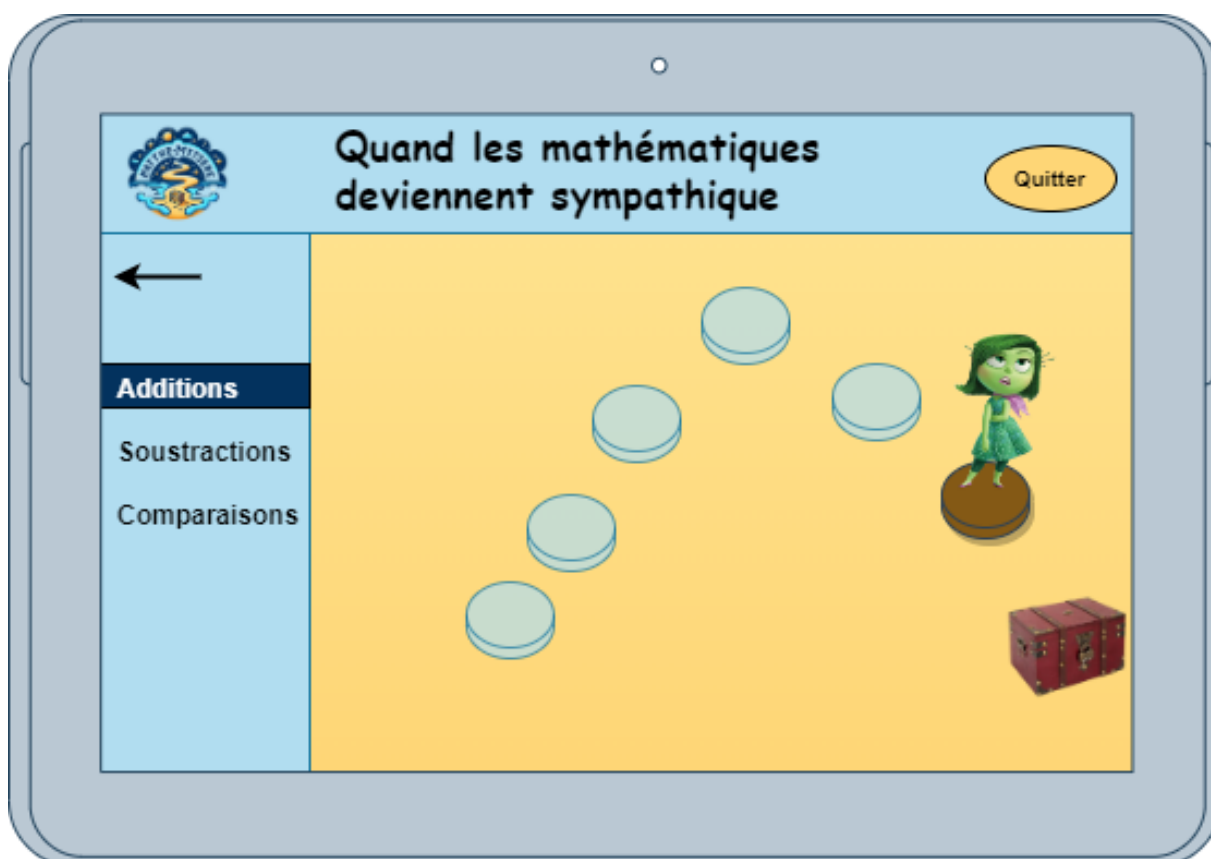 Quand les mathématiques
deviennent sympathique
Quitter
Additions
Soustractions
Comparaisons